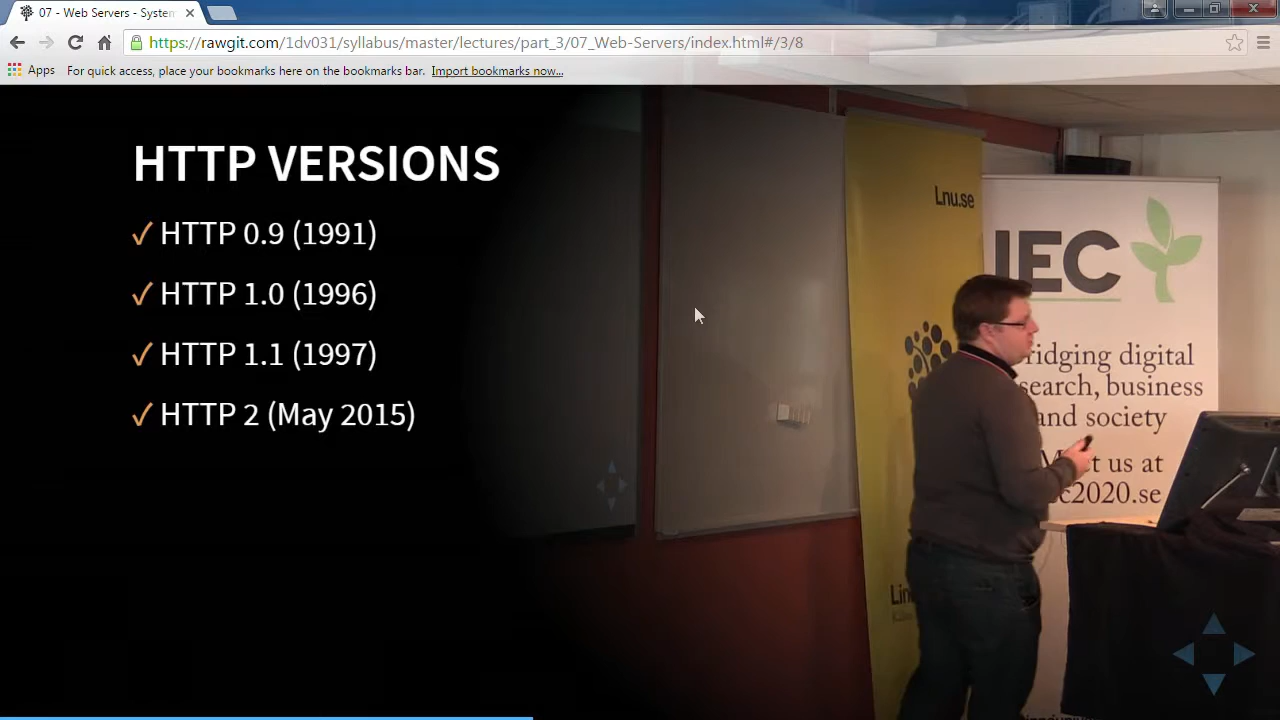 07 - Web Servers - System
https://rawgit.com/1dv031/syllabus/master/lectures/part_3/07_Web-Servers/index.html#/3/8
Apps For quick access, place your bookmarks here on the bookmarks bar. Import bookmarks now...
HTTP VERSIONS
✓ HTTP 0.9 (1991)
✓ HTTP 1.0 (1996)
✓ HTTP 1.1 (1997)
✓ HTTP 2 (May 2015)
Lnu.se
IEC
ridging digital
search, business
and society
us at
2020.se